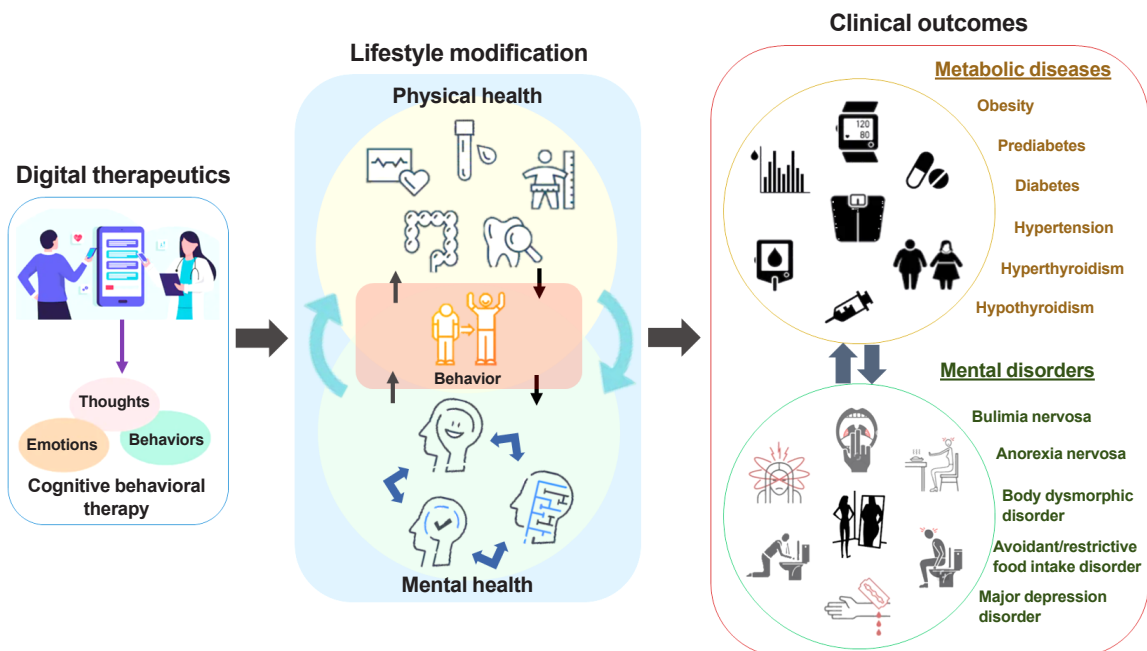 Digital therapeutics
Thoughts
Emotions
Behaviors
Cognitive behavioral
therapy
Lifestyle modification
Physical health
Behavior
Mental health
Clinical outcomes
Metabolic diseases
120
80
Obesity
Prediabetes
Diabetes
Hypertension
Hyperthyroidism
Hypothyroidism
Mental disorders
Bulimia nervosa
Anorexia nervosa
Body dysmorphic
disorder
Avoidant/restrictive
food intake disorder
Major depression
disorder